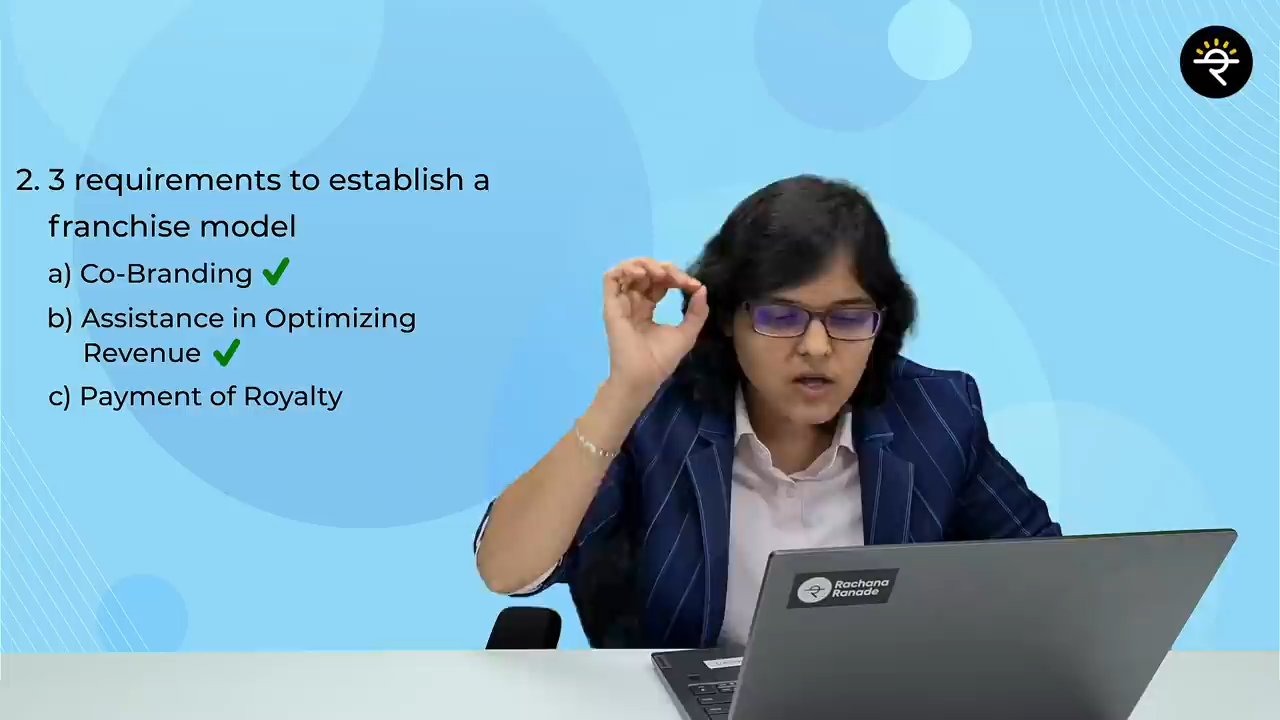 2. 3 requirements to establish a
franchise model
a) Co-Branding
b) Assistance in Optimizing
Revenue
c) Payment of Royalty
Rachana
Ranade